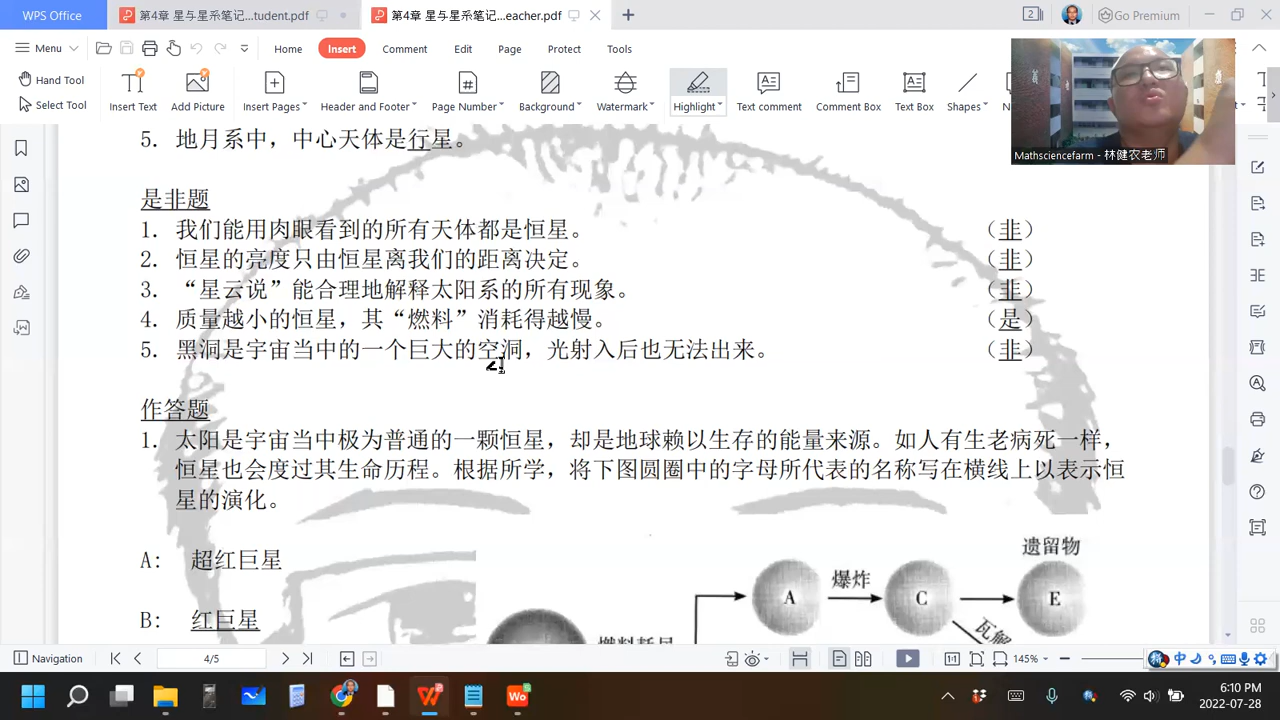 WPS Office
第4章 星与星系笔记...tudent.pdf
第4章 星与星系笔记...eacher.pdf
2
Go Premium
Menu
Home
Insert
Comment
Edit
Page
Protect
Tools
Hand Tool
Select Tool
Insert Text
Add Picture
Insert Pages
Header and Footer
Page Number
Background
Watermark
Highlight
Text comment
Comment Box
Text Box
Shapes
Mathsciencefarm - 林健农老师
5. 地月系中，中心天体是行星。
是非题
1. 我们能用肉眼看到的所有天体都是恒星。 （非）
2. 恒星的亮度只由恒星离我们的距离决定。 （非）
3. “星云说”能合理地解释太阳系的所有现象。 （非）
4. 质量越小的恒星，其“燃料”消耗得越慢。 （是）
5. 黑洞是宇宙当中的一个巨大的空洞，光射入后也无法出来。 （非）
作答题
1. 太阳是宇宙当中极为普通的一颗恒星，却是地球赖以生存的能量来源。如人有生老病死一样，
恒星也会度过其生命历程。根据所学，将下图圆圈中的字母所代表的名称写在横线上以表示恒
星的演化。
遗留物
A: 超红巨星
A
爆炸
C
E
瓦解
B: 红巨星
燃料耗尽
Navigation
4/5
145%
中
6:10 PM
2022-07-28